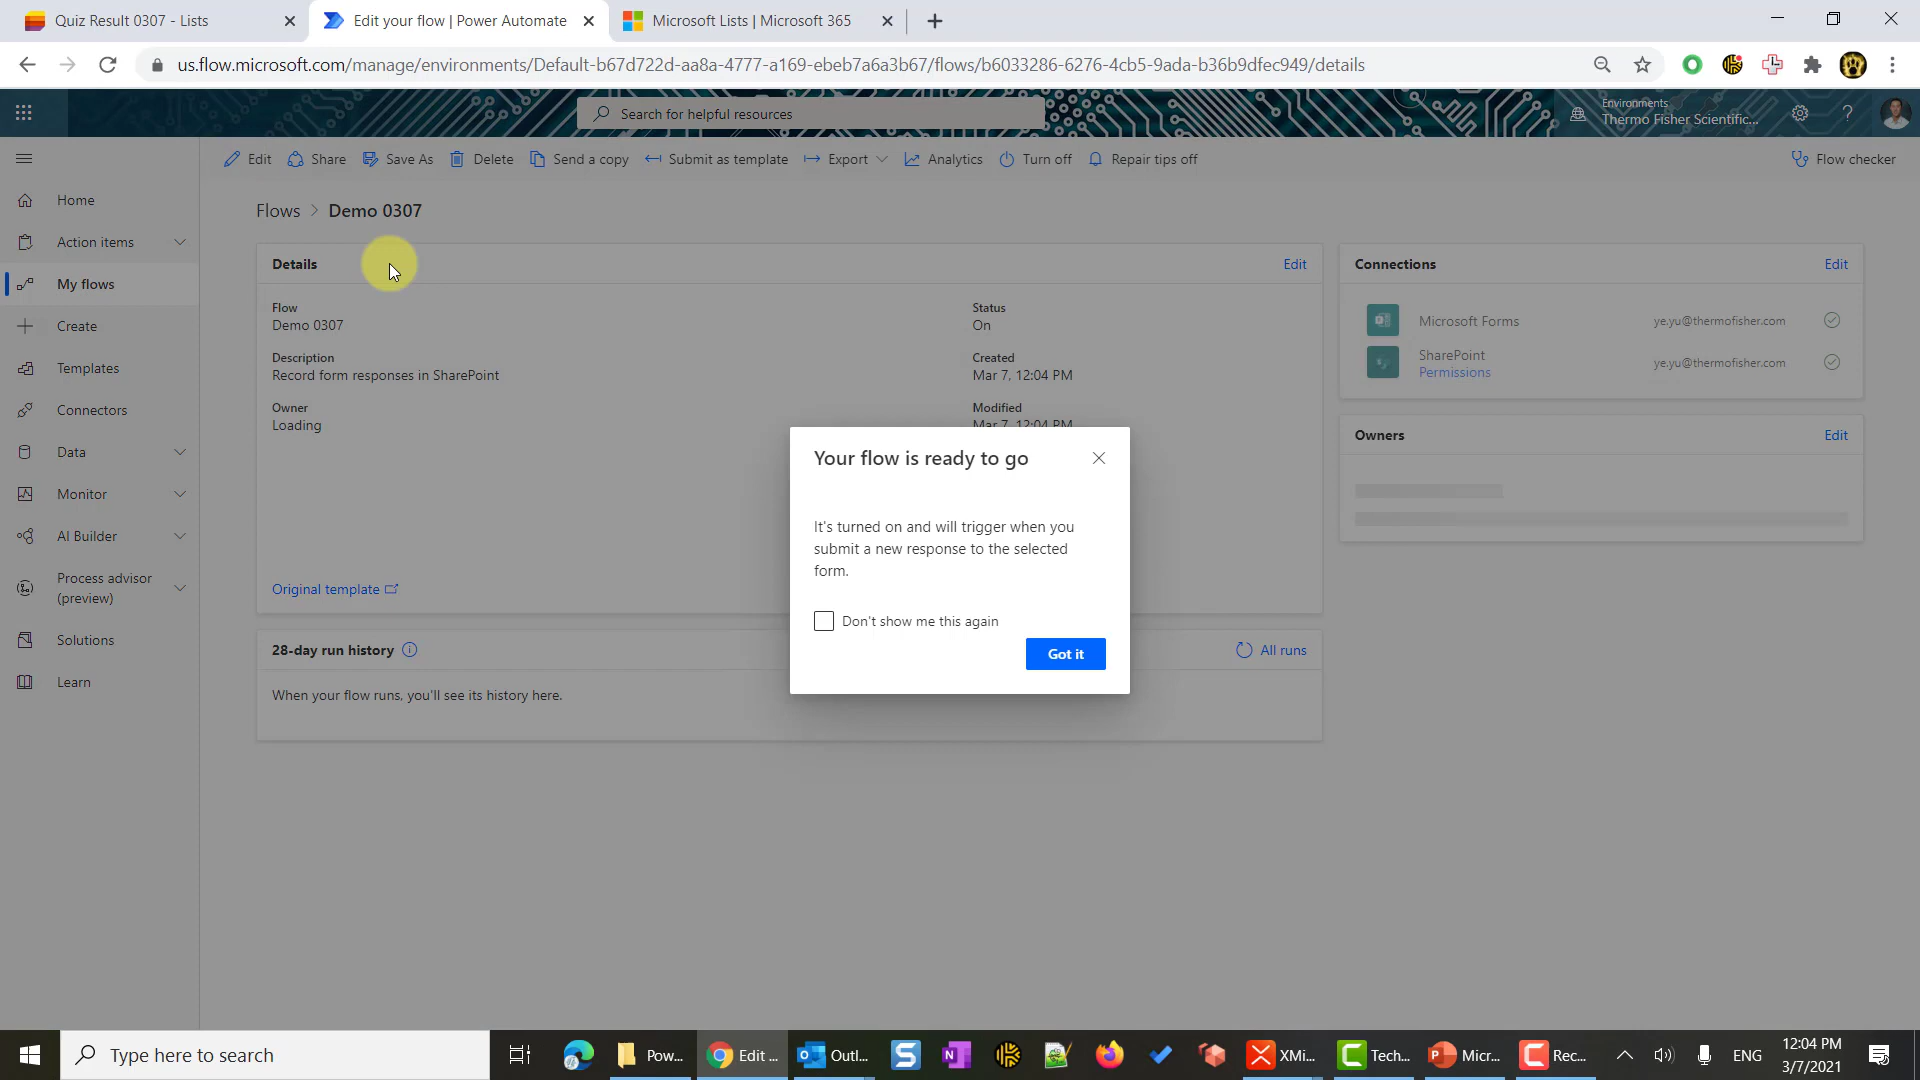 Quiz Result 0307 - Lists
Edit your flow | Power Automate
Microsoft Lists | Microsoft 365
us.flow.microsoft.com/manage/environments/Default-b67d722d-aa8a-4777-a169-ebeb7a6a3b67/flows/b6033286-6276-4cb5-9ada-b36b9dfec949/details
Search for helpful resources
Environments
Thermo Fisher Scientific...
Edit Share Save As Delete Send a copy Submit as template Export Analytics Turn off Repair tips off Flow checker
Home
Action items
My flows
Create
Templates
Connectors
Data
Monitor
AI Builder
Process advisor
(preview)
Solutions
Learn
Flows > Demo 0307
Details Edit
Flow
Demo 0307
Description
Record form responses in SharePoint
Owner
Loading
Status
On
Created
Mar 7, 12:04 PM
Modified
Mar 7, 12:04 PM
Original template
28-day run history
All runs
When your flow runs, you'll see its history here.
Connections Edit
Microsoft Forms ye.yu@thermofisher.com
SharePoint
Permissions ye.yu@thermofisher.com
Owners Edit
Your flow is ready to go
It's turned on and will trigger when you
submit a new response to the selected
form.
Don't show me this again
Got it
Type here to search
Pow...
Edit ...
Outl...
XMi...
Tech...
Micr...
Rec...
ENG
12:04 PM
3/7/2021